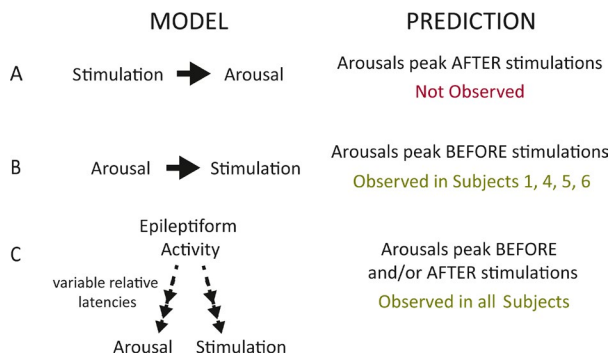 MODEL PREDICTION
A Stimulation Arousal Arousals peak AFTER stimulations
Not Observed
B Arousal Stimulation Arousals peak BEFORE stimulations
Observed in Subjects 1, 4, 5, 6
C Epileptiform
Activity
variable relative
latencies
Arousal Stimulation
Arousals peak BEFORE
and/or AFTER stimulations
Observed in all Subjects